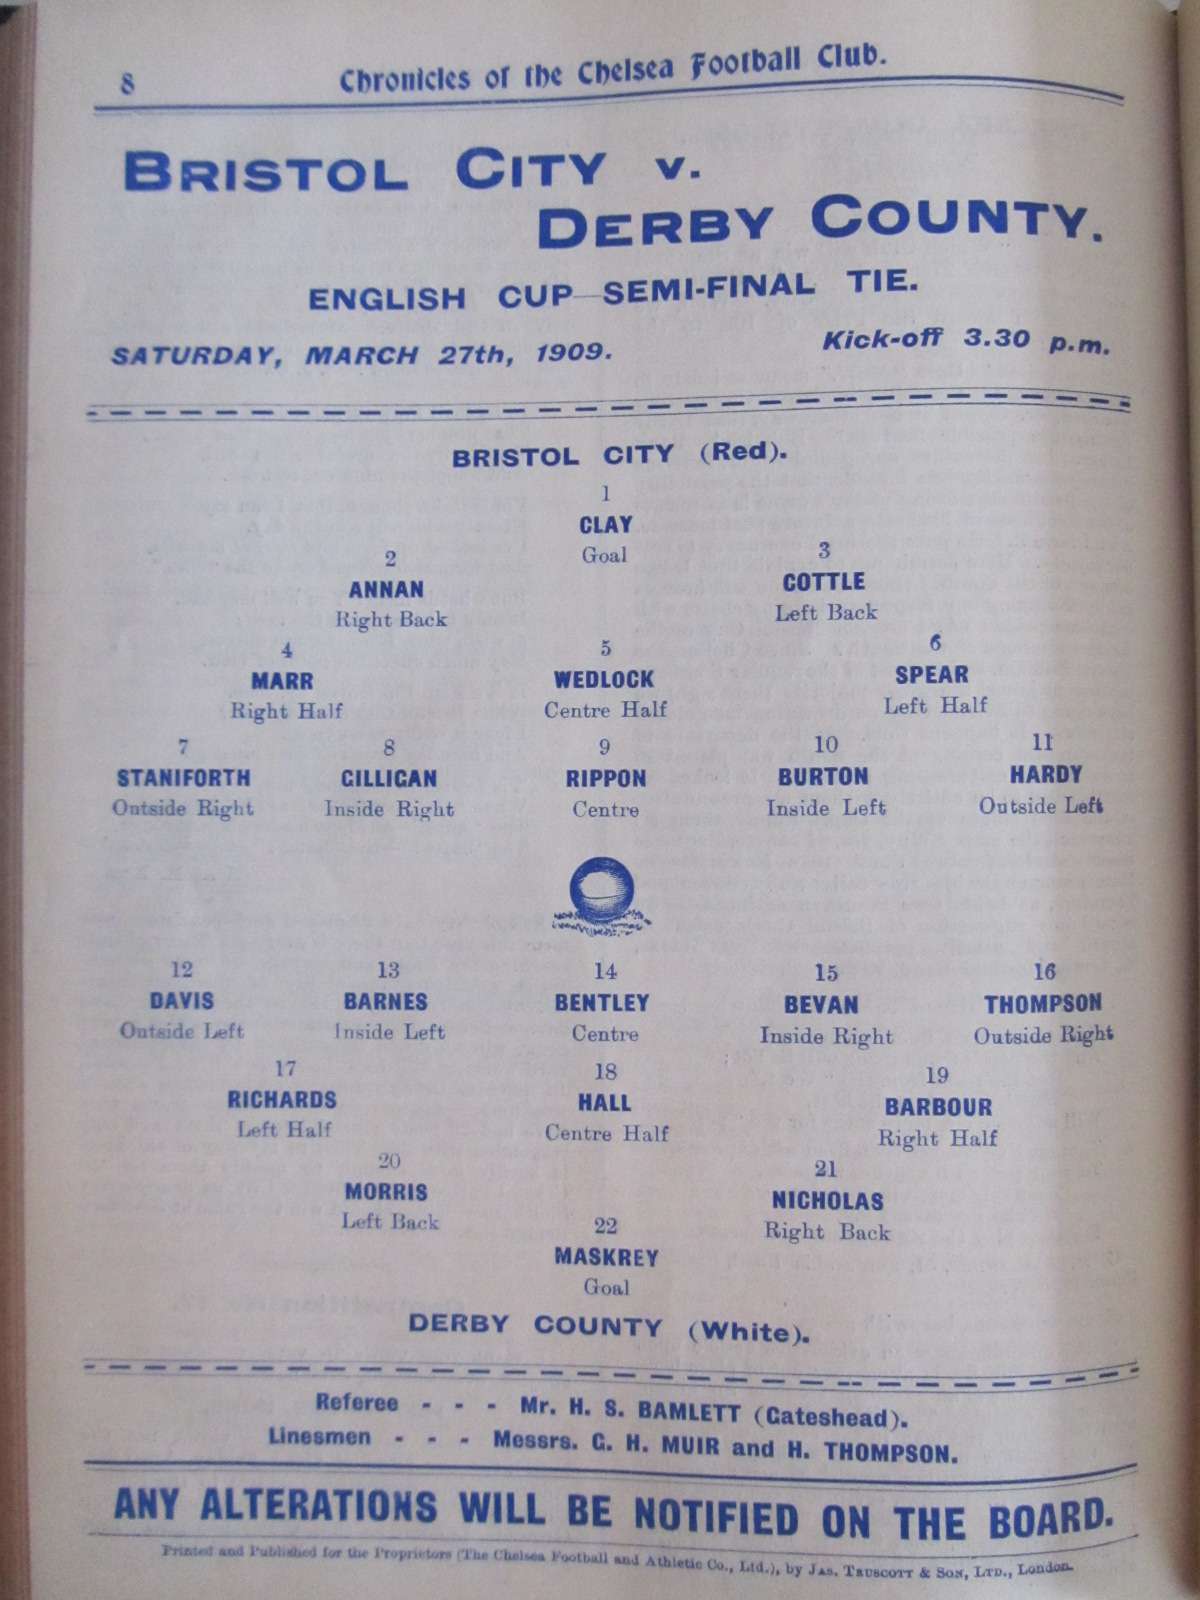 8
Chronicles of the Chelsea Football Club.
BRISTOL CITY v.
DERBY COUNTY.
ENGLISH CUP—SEMI-FINAL TIE.
SATURDAY, MARCH 27th, 1909. Kick-off 3.30 p.m.
BRISTOL CITY (Red).
1
CLAY
Goal
2 3
ANNAN COTTLE
Right Back Left Back
4 5 6
MARR WEDLOCK SPEAR
Right Half Centre Half Left Half
7 8 9 10 11
STANIFORTH GILLIGAN RIPPON BURTON HARDY
Outside Right Inside Right Centre Inside Left Outside Left
12 13 14 15 16
DAVIS BARNES BENTLEY BEVAN THOMPSON
Outside Left Inside Left Centre Inside Right Outside Right
17 18 19
RICHARDS HALL BARBOUR
Left Half Centre Half Right Half
20 21
MORRIS NICHOLAS
Left Back Right Back
22
MASKREY
Goal
DERBY COUNTY (White).
Referee - - - Mr. H. S. BAMLETT (Gateshead).
Linesmen - - - Messrs. G. H. MUIR and H. THOMPSON.
ANY ALTERATIONS WILL BE NOTIFIED ON THE BOARD.
Printed and Published for the Proprietors (The Chelsea Football and Athletic Co., Ltd.), by JAS. TRUSCOTT & SON, LTD., London.